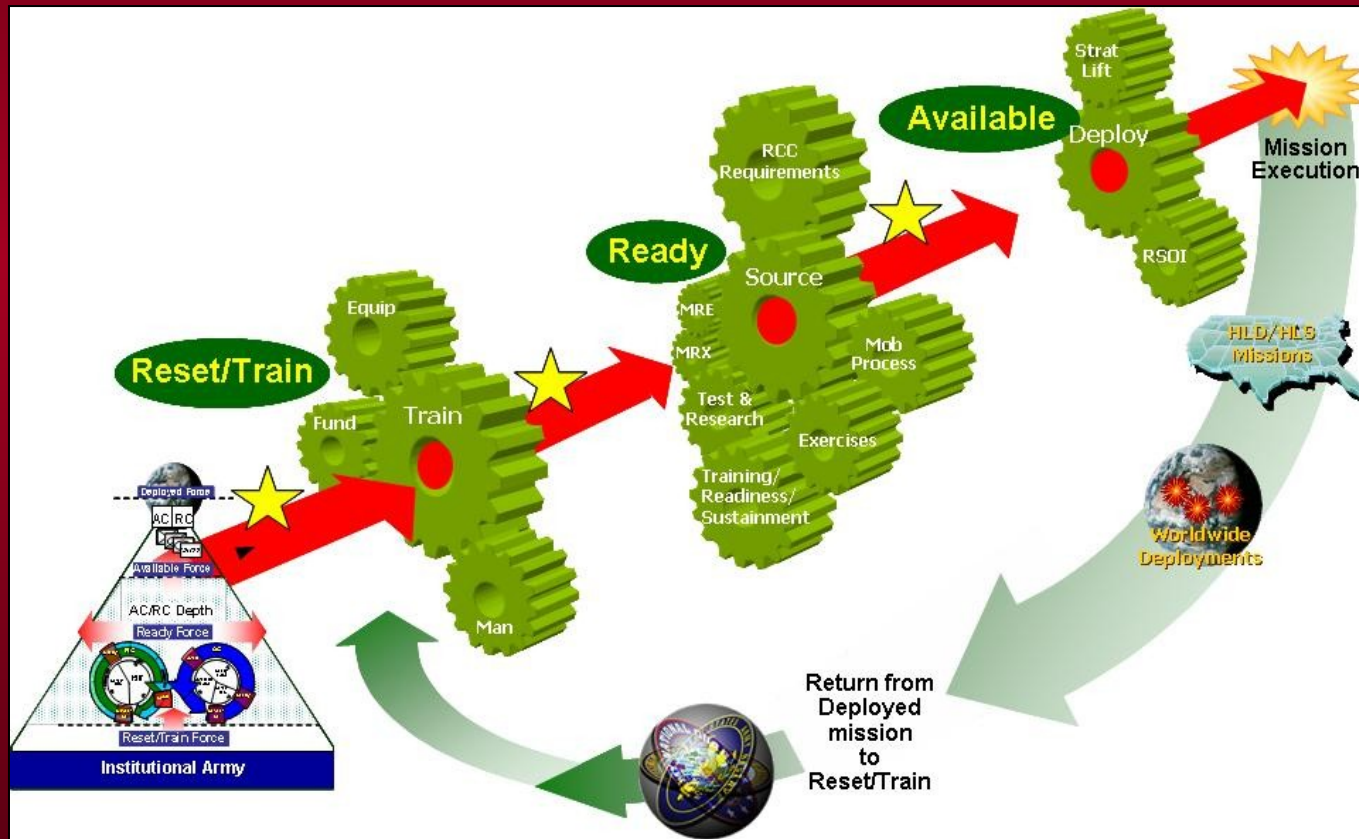 Strat
Lift
Available
Deploy
Mission
Execution
RCC
Requirements
RSOI
Ready
Source
MRE
MRX
Mob
Process
Test &
Research
Exercises
Training/
Readiness/
Sustainment
HLD/HLS
Missions
Worldwide
Deployments
Equip
Reset/Train
Fund
Train
Man
Deployed Force
AC RC
Available Force
AC/RC Depth
Ready Force
RC
AC
Reset/Train Force
Institutional Army
Return from
Deployed
mission
to
Reset/Train